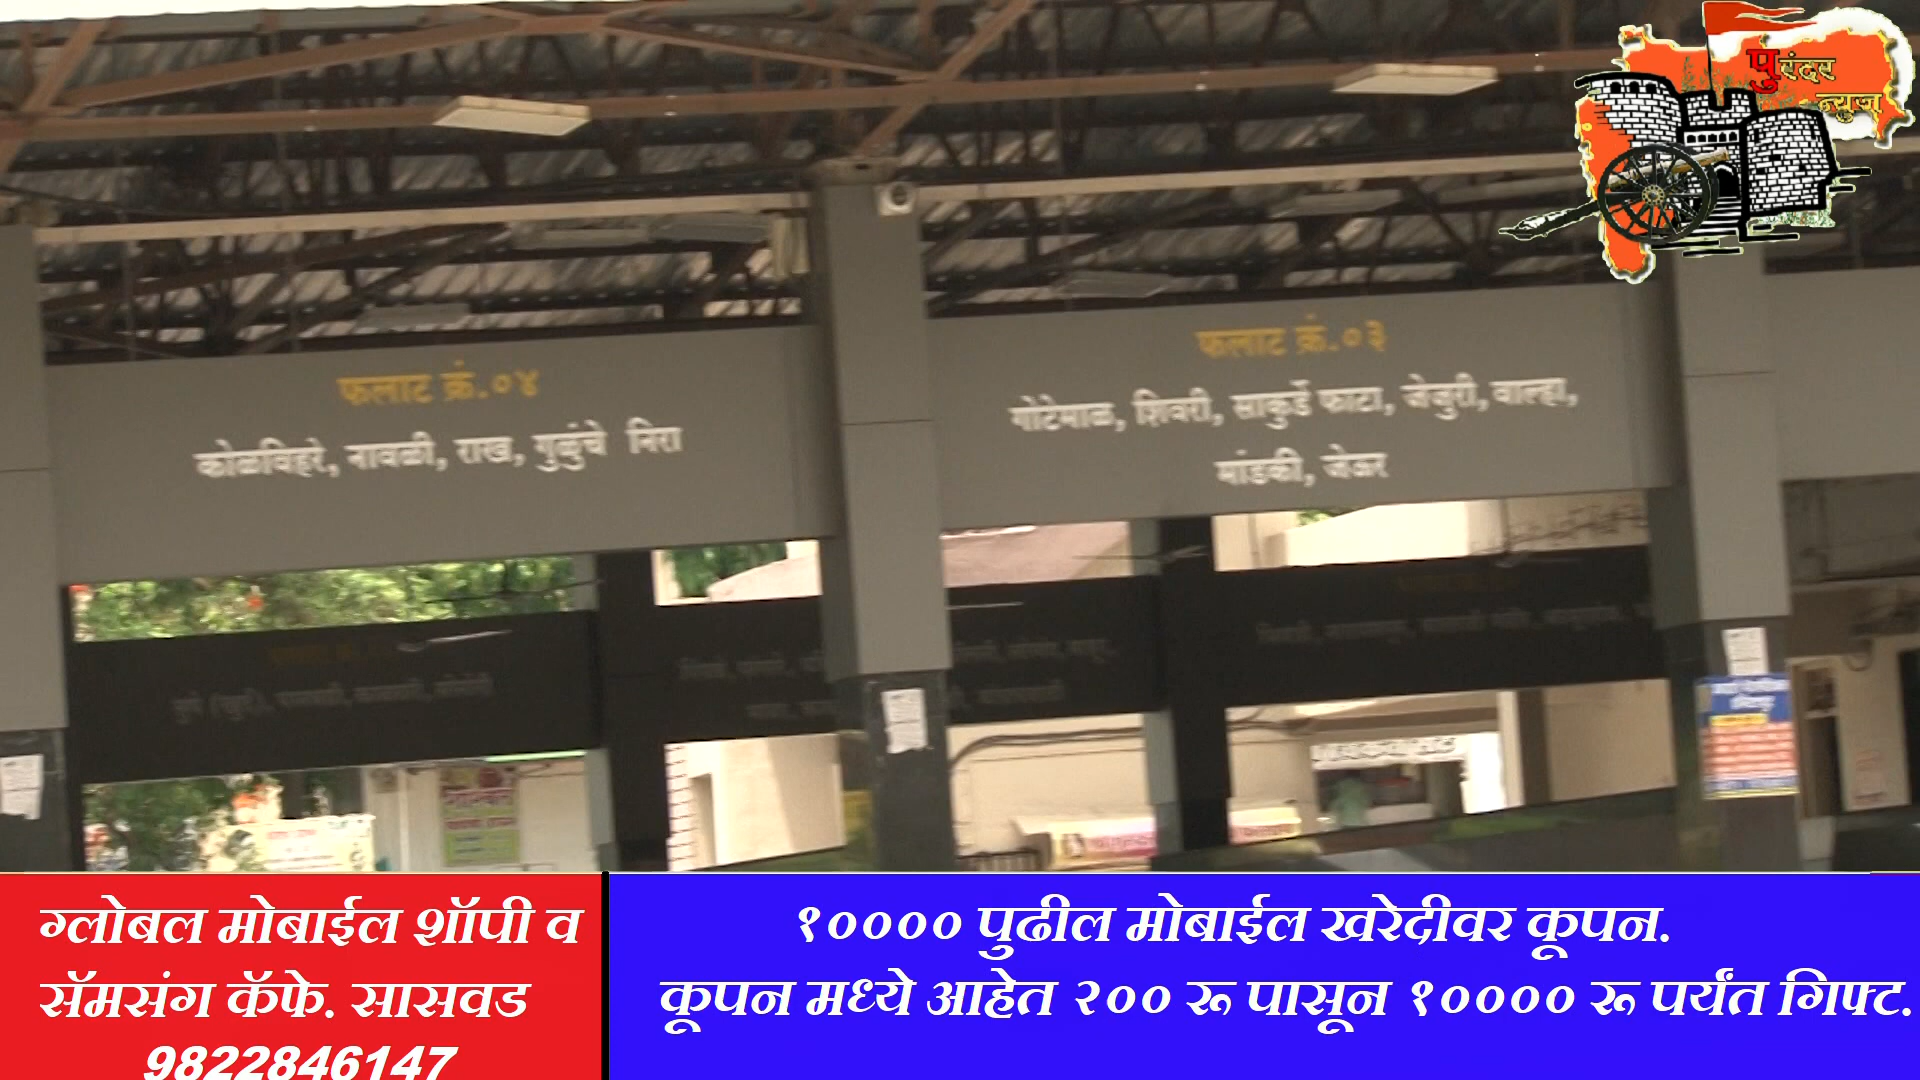 पुरंदर
न्युज
फलाट क्रं.०४
कोळविहरे, नावळी, राख, गुळुंचे निरा
फलाट क्रं.०३
गोटेमाळ, शिवरी, साकुर्डे फाटा, जेजुरी, वाल्हा,
मांडकी, जेऊर
ग्लोबल मोबाईल शॉपी व
सॅमसंग कॅफे. सासवड
9822846147
१०००० पुढील मोबाईल खरेदीवर कूपन.
कूपन मध्ये आहेत २०० रू पासून १०००० रू पर्यंत गिफ्ट.